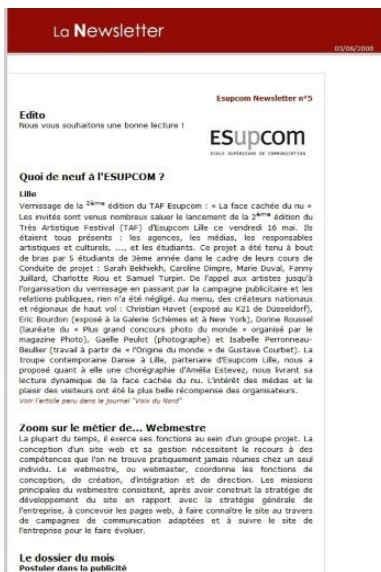 La Newsletter
03/06/2008
Esupcom Newsletter n°5
Edito
Nous vous souhaitons une bonne lecture !
ESupcom
ECOLE SUPÉRIEURE DE COMMUNICATION
Quoi de neuf à l'ESUPCOM ?
Lille
Vernissage de la 2ème édition du TAF Esupcom : « La face cachée du nu »
Les invités sont venus nombreux saluer le lancement de la 2ème édition du
Très Artistique Festival (TAF) d'Esupcom Lille ce vendredi 16 mai. Ils
étaient tous présents : les agences, les médias, les responsables
artistiques et culturels, ..., et les étudiants. Ce projet a été tenu à bout
de bras par 5 étudiants de 3ème année dans le cadre de leurs cours de
Conduite de projet : Sarah Bekhiekh, Caroline Dimpre, Marie Duval, Fanny
Juillard, Charlotte Riou et Samuel Turpin. De l'appel aux artistes jusqu'à
l'organisation du vernissage en passant par la campagne publicitaire et les
relations publiques, rien n'a été négligé. Au menu, des créateurs nationaux
et régionaux de haut vol : Christian Havet (exposé au K21 de Düsseldorf),
Eric Bourdon (exposé à la Galerie Schèmes et à New York), Dorine Roussel
(lauréate du « Plus grand concours photo du monde » organisé par le
magazine Photo), Gaëlle Peulot (photographe) et Isabelle Perronneau-
Beullier (travail à partir de « l'Origine du monde » de Gustave Courbet). La
troupe contemporaine Danse à Lille, partenaire d'Esupcom Lille, nous a
proposé quant à elle une chorégraphie d'Amélia Estevez, nous livrant sa
lecture dynamique de la face cachée du nu. L'intérêt des médias et le
plaisir des visiteurs ont été la plus belle récompense des organisateurs.
Voir l'article paru dans le journal "Voix du Nord"
Zoom sur le métier de... Webmestre
La plupart du temps, il exerce ses fonctions au sein d'un groupe projet. La
conception d'un site web et sa gestion nécessitent le recours à des
compétences que l'on ne trouve pratiquement jamais réunies chez un seul
individu. Le webmestre, ou webmaster, coordonne les fonctions de
conception, de création, d'intégration et de direction. Les missions
principales du webmestre consistent, après avoir construit la stratégie de
développement du site en rapport avec la stratégie générale de
l'entreprise, à concevoir les pages web, à faire connaître le site au travers
de campagnes de communication adaptées et à suivre le site de
l'entreprise pour le faire évoluer.
Le dossier du mois
Postuler dans la publicité